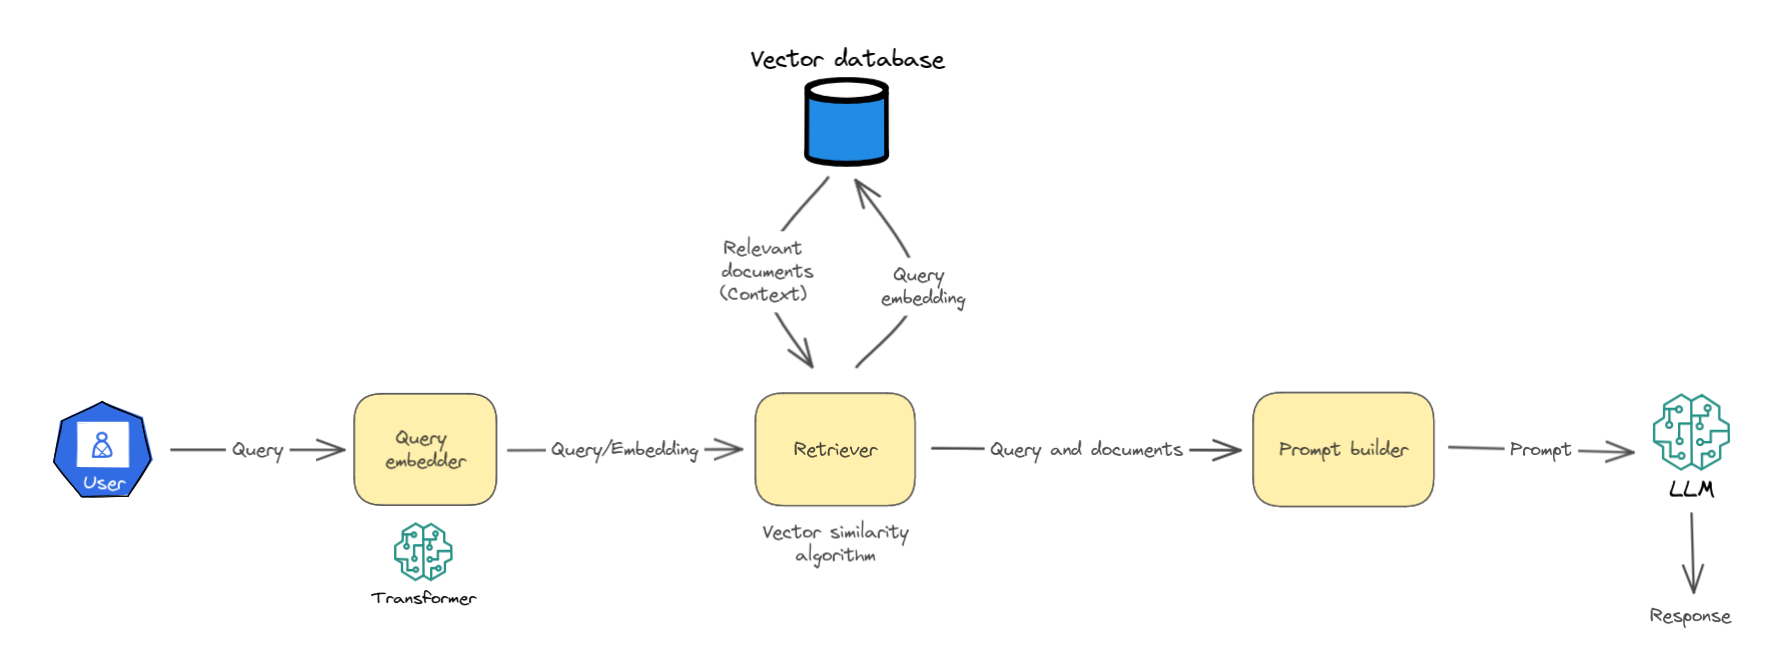 Vector database
Relevant
documents
(Context)
Query
embedding
User
Query
Query
embedder
Query/Embedding
Retriever
Query and documents
Prompt builder
Prompt
LLM
Transformer
Vector similarity
algorithm
Response